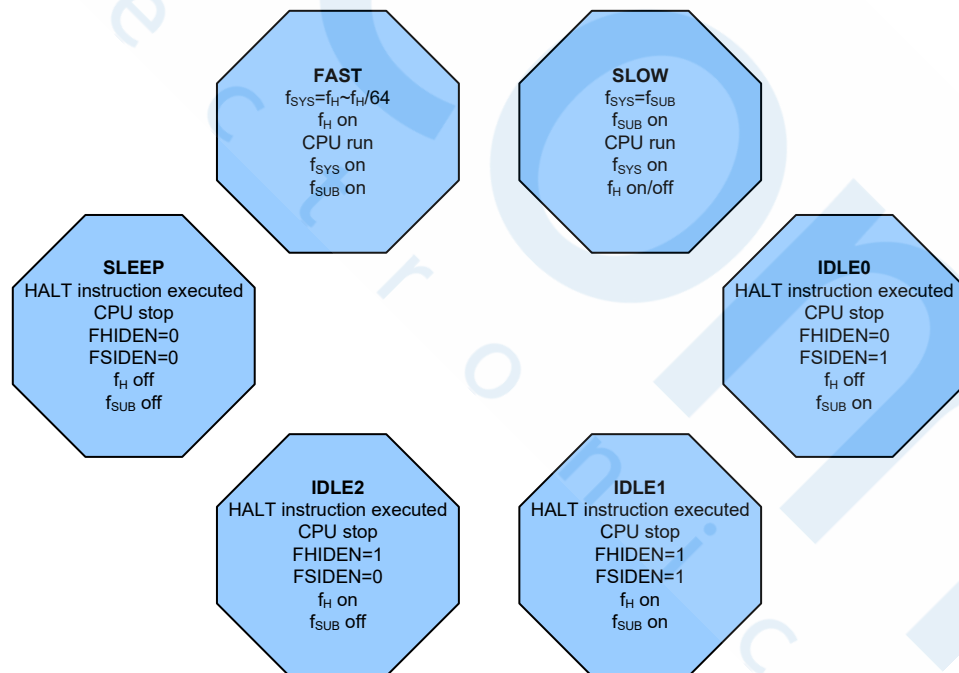 FAST
fSYS=fH~fH/64
fH on
CPU run
fSYS on
fSUB on
SLOW
fSYS=fSUB
fSUB on
CPU run
fSYS on
fH on/off
SLEEP
HALT instruction executed
CPU stop
FHIDEN=0
FSIDEN=0
fH off
fSUB off
IDLE0
HALT instruction executed
CPU stop
FHIDEN=0
FSIDEN=1
fH off
fSUB on
IDLE2
HALT instruction executed
CPU stop
FHIDEN=1
FSIDEN=0
fH on
fSUB off
IDLE1
HALT instruction executed
CPU stop
FHIDEN=1
FSIDEN=1
fH on
fSUB on